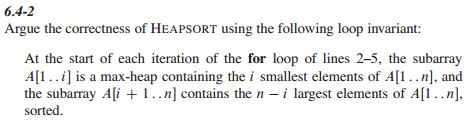 6.4-2
Argue the correctness of HEAPSORT using the following loop invariant:
At the start of each iteration of the for loop of lines 2–5, the subarray
A[1 . . i] is a max-heap containing the i smallest elements of A[1 . . n], and
the subarray A[i + 1 . . n] contains the n − i largest elements of A[1 . . n],
sorted.